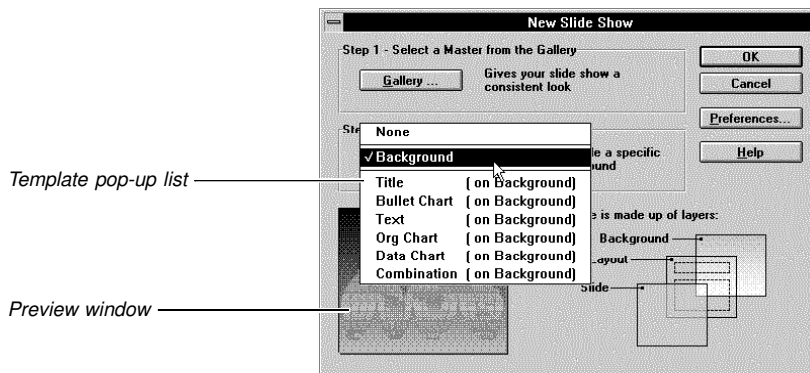 New Slide Show
Step 1 - Select a Master from the Gallery
Gallery ...
Gives your slide show a
consistent look
OK
Cancel
Preferences...
Help
None
✓ Background
Title ( on Background)
Bullet Chart ( on Background)
Text ( on Background)
Org Chart ( on Background)
Data Chart ( on Background)
Combination ( on Background)
a specific
is made up of layers:
Background
Layout
Slide
Template pop-up list
Preview window